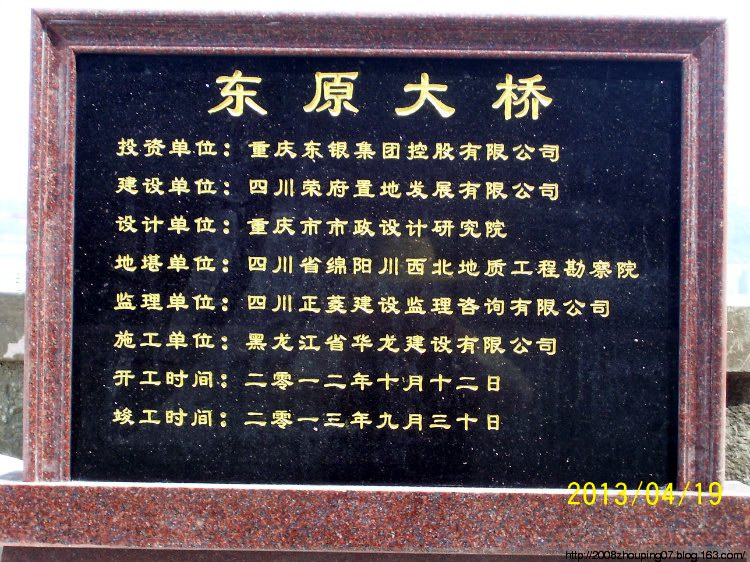 东原大桥
投资单位：重庆东银集团控股有限公司
建设单位：四川荣府置地发展有限公司
设计单位：重庆市市政设计研究院
地堪单位：四川省绵阳川西北地质工程勘察院
监理单位：四川正菱建设监理咨询有限公司
施工单位：黑龙江省华龙建设有限公司
开工时间：二零一二年十月十二日
竣工时间：二零一三年九月三十日
2013/04/19
http://2008zhouping07.blog.163.com/